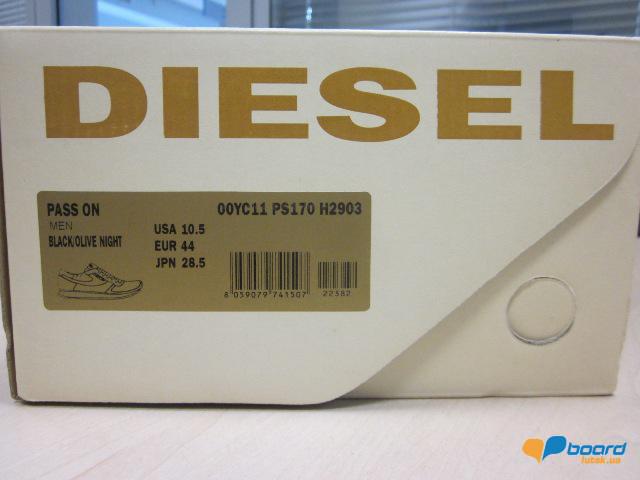 DIESEL
PASS ON
00YC11 PS170 H2903
MEN
USA 10.5
BLACK/OLIVE NIGHT
EUR 44
JPN 28.5
8 059079 741507
22382
board
lutsk.ua